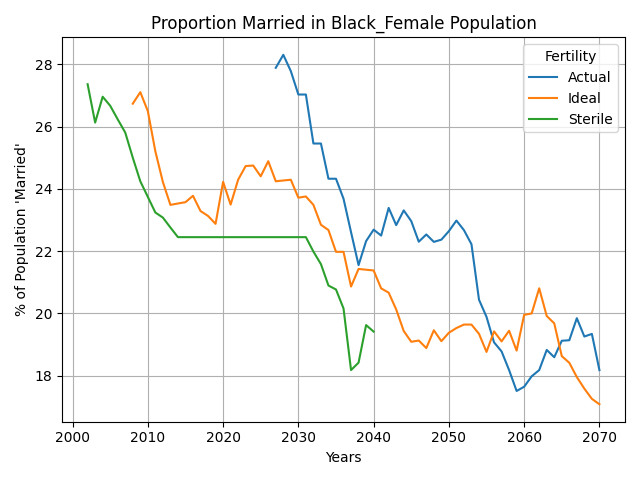 Proportion Married in Black_Female Population
Fertility
Actual
Ideal
Sterile
% of Population 'Married'
28
26
24
22
20
18
2000 2010 2020 2030 2040 2050 2060 2070
Years